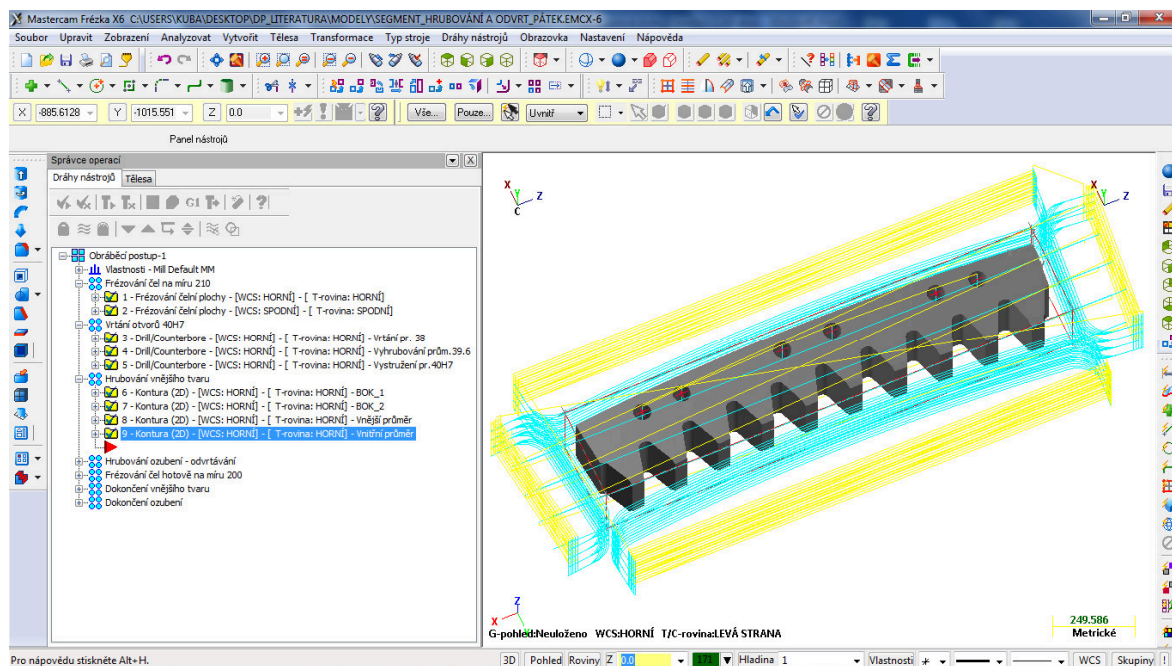 Mastercam Frézka X6 C:\USERS\KUBA\DESKTOP\DP_LITERATURA\MODELY\SEGMENT_HRUBOVÁNÍ A ODVRT_PÁTEK.EMCX-6
Soubor Upravit Zobrazení Analyzovat Vytvořit Tělesa Transformace Typ stroje Dráhy nástrojů Obrazovka Nastavení Nápověda
X -885.6128 Y -1015.551 Z 0.0 Vše... Pouze... Uvnitř
Panel nástrojů
Správce operací
Dráhy nástrojů Tělesa
G1
Obráběcí postup-1
Vlastnosti - Mill Default MM
Frézování čel na míru 210
1 - Frézování čelní plochy - [WCS: HORNÍ] - [ T-rovina: HORNÍ]
2 - Frézování čelní plochy - [WCS: SPODNÍ] - [ T-rovina: SPODNÍ]
Vrtání otvorů 40H7
3 - Drill/Counterbore - [WCS: HORNÍ] - [ T-rovina: HORNÍ] - Vrtání pr. 38
4 - Drill/Counterbore - [WCS: HORNÍ] - [ T-rovina: HORNÍ] - Vyhrubování prům.39.6
5 - Drill/Counterbore - [WCS: HORNÍ] - [ T-rovina: HORNÍ] - Vystružení pr.40H7
Hrubování vnějšího tvaru
6 - Kontura (2D) - [WCS: HORNÍ] - [ T-rovina: HORNÍ] - BOK_1
7 - Kontura (2D) - [WCS: HORNÍ] - [ T-rovina: HORNÍ] - BOK_2
8 - Kontura (2D) - [WCS: HORNÍ] - [ T-rovina: HORNÍ] - Vnější průměr
9 - Kontura (2D) - [WCS: HORNÍ] - [ T-rovina: HORNÍ] - Vnitřní průměr
Hrubování ozubení - odvrtávání
Frézování čel hotově na míru 200
Dokončení vnějšího tvaru
Dokončení ozubení
X Y Z
C
X Y Z
Z
X Y
G-pohled:Neuloženo WCS:HORNÍ T/C-rovina:LEVÁ STRANA
249.586
Metrické
Pro nápovědu stiskněte Alt+H.
3D Pohled Roviny Z 0.0 171 Hladina 1 Vlastnosti WCS Skupiny